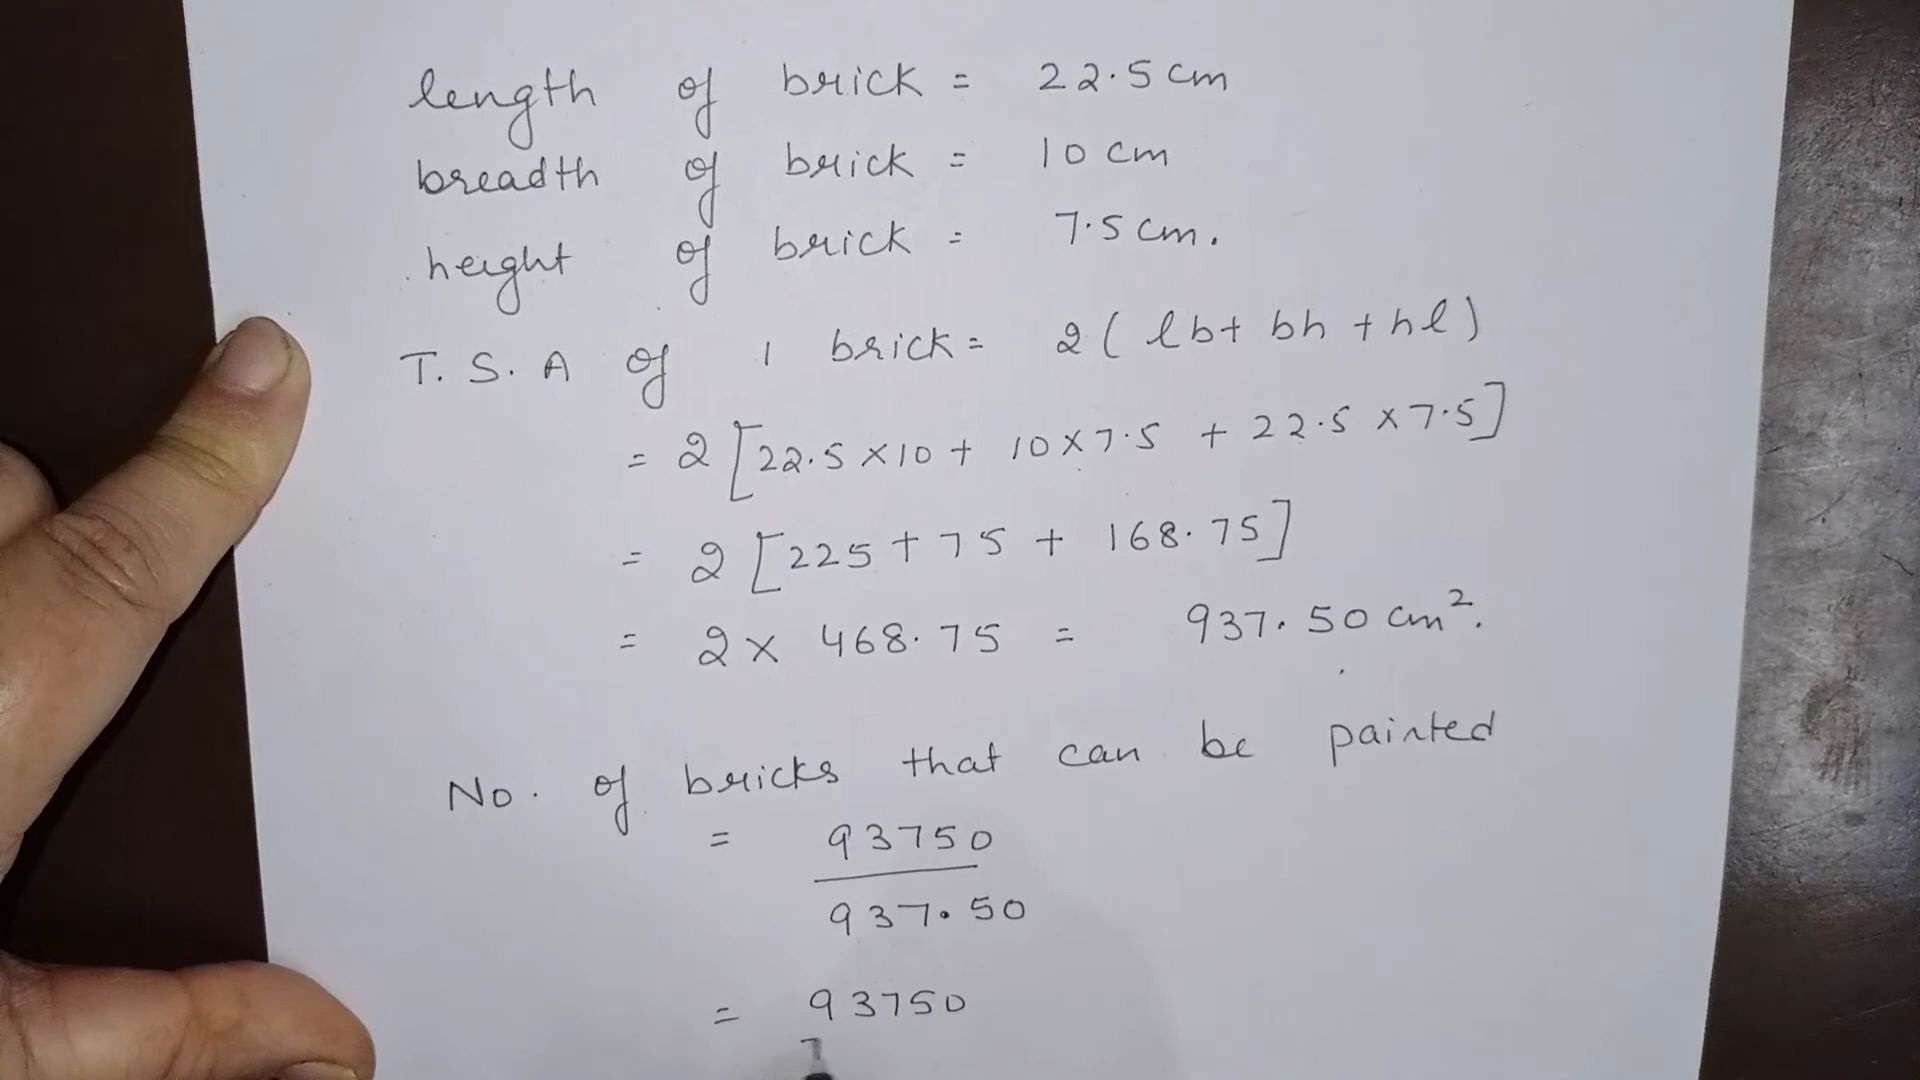 length of brick = 22.5 cm
breadth of brick = 10 cm
height of brick = 7.5 cm.
T. S. A of 1 brick = 2 ( lb + bh + hl )
= 2 [ 22.5 × 10 + 10 × 7.5 + 22.5 × 7.5 ]
= 2 [ 225 + 75 + 168.75 ]
= 2 × 468.75 = 937.50 cm².
No. of bricks that can be painted
= 93750
937.50
= 93750